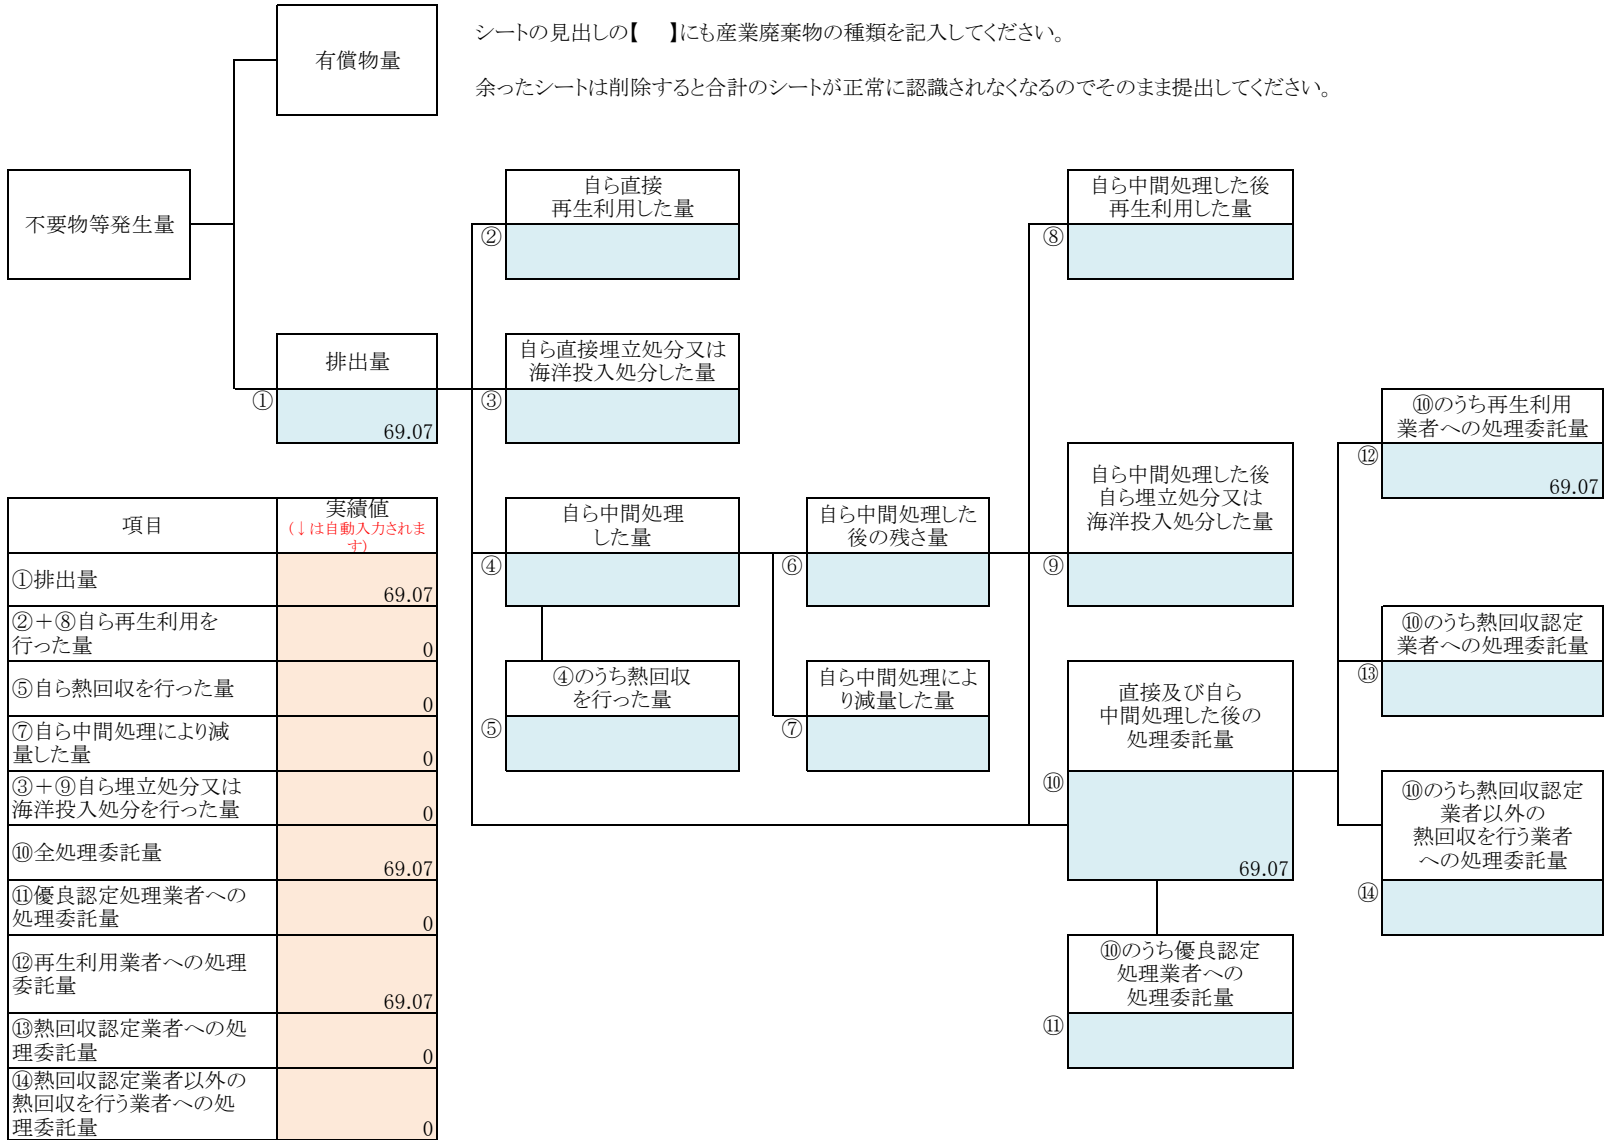 シートの見出しの【　】にも産業廃棄物の種類を記入してください。
余ったシートは削除すると合計のシートが正常に認識されなくなるのでそのまま提出してください。
有償物量
不要物等発生量
自ら直接
再生利用した量
②
自ら中間処理した後
再生利用した量
⑧
排出量
①
69.07
自ら直接埋立処分又は
海洋投入処分した量
③
⑩のうち再生利用
業者への処理委託量
⑫
69.07
自ら中間処理
した量
④
自ら中間処理した
後の残さ量
⑥
自ら中間処理した後
自ら埋立処分又は
海洋投入処分した量
⑨
④のうち熱回収
を行った量
⑤
自ら中間処理によ
り減量した量
⑦
直接及び自ら
中間処理した後の
処理委託量
⑩
69.07
⑩のうち熱回収認定
業者への処理委託量
⑬
⑩のうち熱回収認定
業者以外の
熱回収を行う業者
への処理委託量
⑭
⑩のうち優良認定
処理業者への
処理委託量
⑪
項目
実績値
(↓は自動入力されま
す)
①排出量
69.07
②+⑧自ら再生利用を
行った量
0
⑤自ら熱回収を行った量
0
⑦自ら中間処理により減
量した量
0
③+⑨自ら埋立処分又は
海洋投入処分を行った量
0
⑩全処理委託量
69.07
⑪優良認定処理業者への
処理委託量
0
⑫再生利用業者への処理
委託量
69.07
⑬熱回収認定業者への処
理委託量
0
⑭熱回収認定業者以外の
熱回収を行う業者への処
理委託量
0